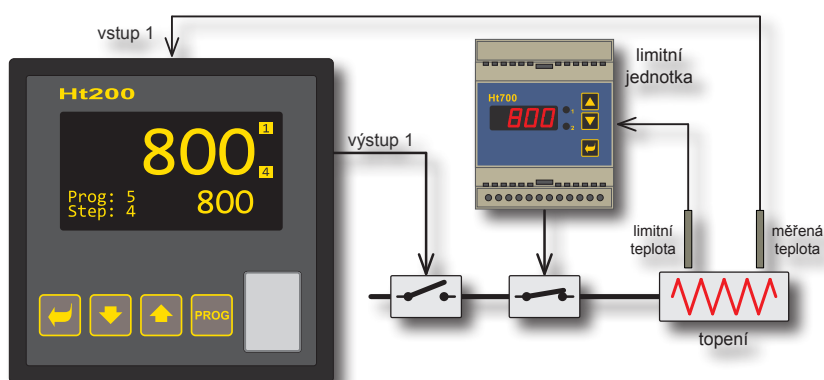 vstup 1
Ht200
800
1
4
Prog: 5
Step: 4
800
PROG
výstup 1
limitní
jednotka
Ht700
800
1
2
limitní
teplota
měřená
teplota
topení